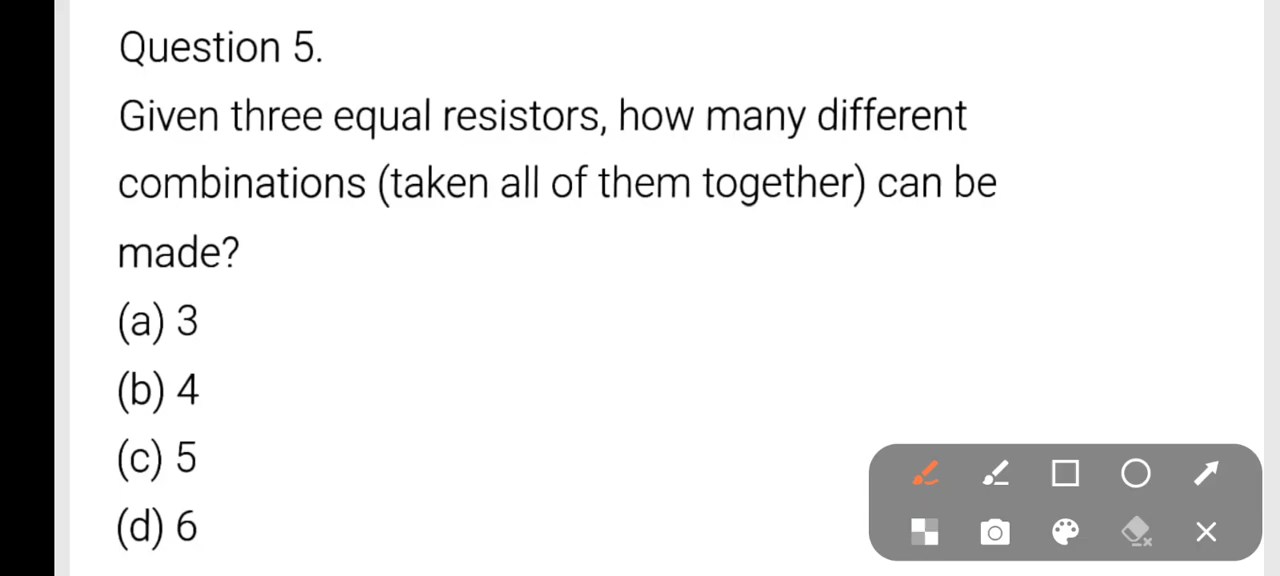 Question 5.
Given three equal resistors, how many different
combinations (taken all of them together) can be
made?
(a) 3
(b) 4
(c) 5
(d) 6